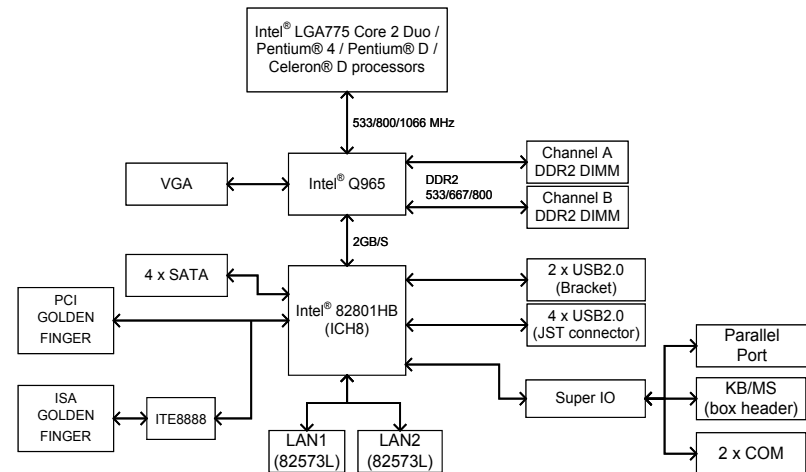 Intel® LGA775 Core 2 Duo /
Pentium® 4 / Pentium® D /
Celeron® D processors
533/800/1066 MHz
VGA
Intel® Q965
DDR2
533/667/800
Channel A
DDR2 DIMM
Channel B
DDR2 DIMM
2GB/S
4 x SATA
Intel® 82801HB
(ICH8)
2 x USB2.0
(Bracket)
4 x USB2.0
(JST connector)
PCI
GOLDEN
FINGER
ISA
GOLDEN
FINGER
ITE8888
Super IO
Parallel
Port
KB/MS
(box header)
2 x COM
LAN1
(82573L)
LAN2
(82573L)